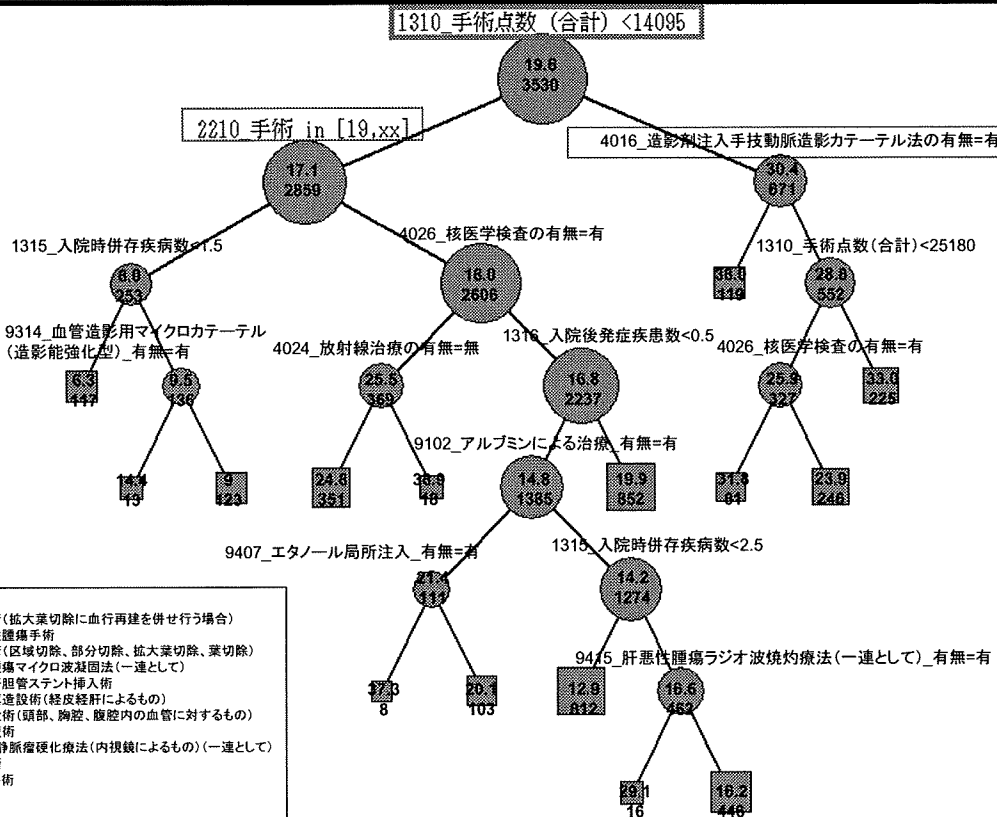 1310_手術点数 (合計) <14095
19.6
3530
2210_手術 in [19,xx]
4016_造影剤注入手技動脈造影カテーテル法の有無=有
17.1
2859
30.4
671
1315_入院時併存疾病数<1.5
4026_核医学検査の有無=有
1310_手術点数(合計)<25180
8.0
253
18.0
2606
38.0
119
28.8
552
9314_血管造影用マイクロカテーテル
(造影能強化型)_有無=有
4024_放射線治療の有無=無
1316_入院後発症疾患数<0.5
4026_核医学検査の有無=有
6.3
117
9.5
136
25.5
369
16.8
2237
25.9
327
33.0
225
9102_アルブミンによる治療_有無=有
14.4
13
9
123
24.8
351
38.9
18
14.8
1385
19.9
852
31.8
81
23.9
246
9407_エタノール局所注入_有無=有
1315_入院時併存疾病数<2.5
21.4
111
14.2
1274
(拡大葉切除に血行再建を併せ行う場合)
腫瘍手術
(区域切除、部分切除、拡大葉切除、葉切除)
瘍マイクロ波凝固法(一連として)
胆管ステント挿入術
造設術(経皮経肝によるもの)
術(頭部、胸腔、腹腔内の血管に対するもの)
術
静脈瘤硬化療法(内視鏡によるもの)(一連として)
術
9415_肝悪性腫瘍ラジオ波焼灼療法(一連として)_有無=有
37.3
8
20.1
103
12.9
812
16.6
462
29.1
16
16.2
446